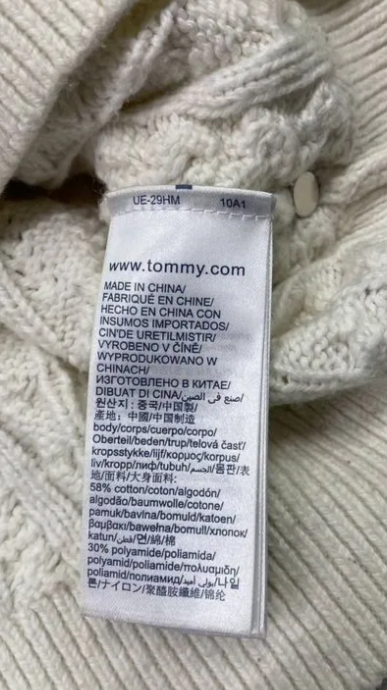 UE-29HM 10A1
www.tommy.com
MADE IN CHINA/
FABRIQUÉ EN CHINE/
HECHO EN CHINA CON
INSUMOS IMPORTADOS/
CIN'DE URETILMISTIR/
VYROBENO V ČÍNĚ/
WYPRODUKOWANO W
CHINACH/
ИЗГОТОВЛЕНО В КИТАЕ/
DIBUAT DI CINA/صنع في الصين/
원산지 : 중국/中国製/
產地：中國/中国制造
body/corps/cuerpo/corpo/
Oberteil/beden/trup/telová časť/
kropsstykke/lijf/κορμος/korpus/
liv/kropp/лиф/tubuh/الجسم/몸판/表
地/面料/大身面料:
58% cotton/coton/algodón/
algodão/baumwolle/cotone/
pamuk/bavlna/bomuld/katoen/
βαμβακι/bawełna/bomull/хлопок/
katun/قطن/면/綿/棉
30% polyamide/poliamida/
polyamid/poliammide/πολυαμιδη/
poliamid/полиамид/بولي أميد/나일
론/ナイロン/聚醯胺纖維/锦纶